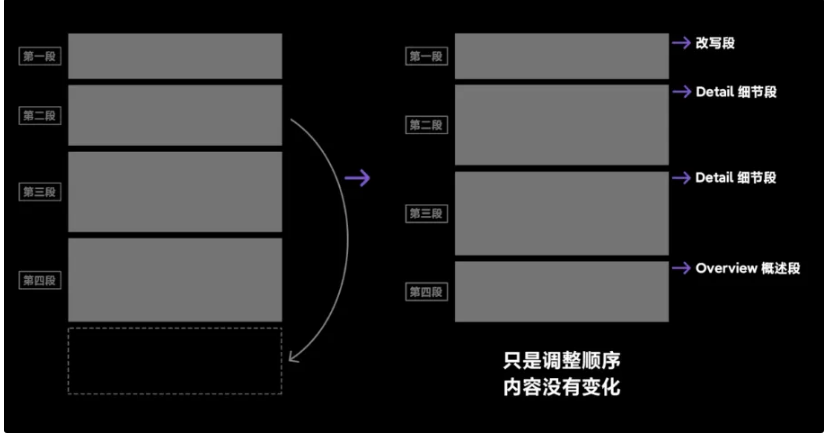 第一段
第二段
第三段
第四段
第一段
改写段
Detail 细节段
第二段
Detail 细节段
第三段
Overview 概述段
第四段
只是调整顺序
内容没有变化